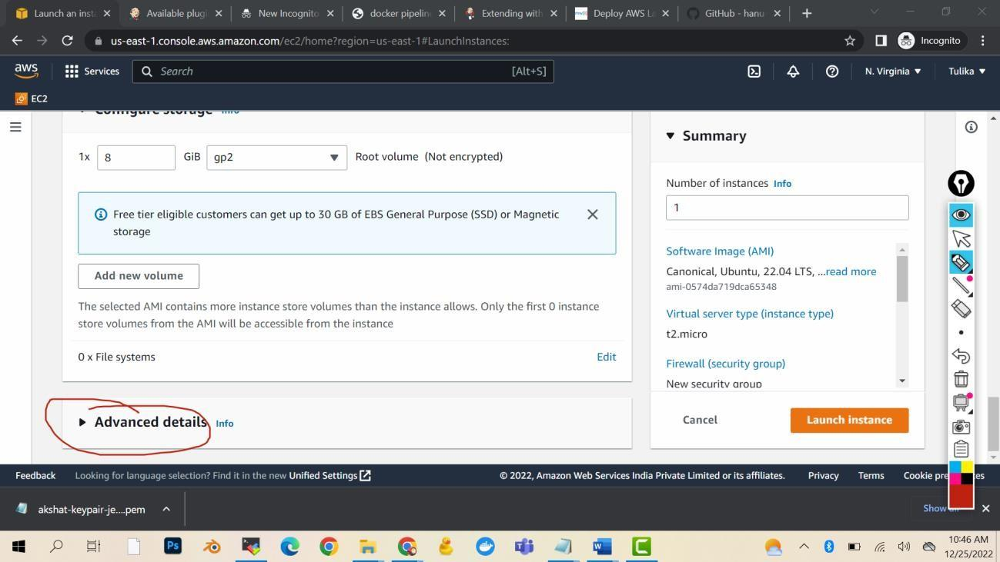 Launch an inst
Available plugi
New Incognito
docker pipelin
Extending with
Deploy AWS La
GitHub - hanu
us-east-1.console.aws.amazon.com/ec2/home?region=us-east-1#LaunchInstances:
Incognito
aws
Services
Search
[Alt+S]
N. Virginia
Tulika
EC2
Configure storage Info
1x 8 GiB gp2 Root volume (Not encrypted)
Free tier eligible customers can get up to 30 GB of EBS General Purpose (SSD) or Magnetic
storage
Add new volume
The selected AMI contains more instance store volumes than the instance allows. Only the first 0 instance
store volumes from the AMI will be accessible from the instance
0 x File systems Edit
Advanced details Info
Summary
Number of instances Info
1
Software Image (AMI)
Canonical, Ubuntu, 22.04 LTS, ...read more
ami-0574da719dca65348
Virtual server type (instance type)
t2.micro
Firewall (security group)
New security group
Cancel Launch instance
Feedback Looking for language selection? Find it in the new Unified Settings © 2022, Amazon Web Services India Private Limited or its affiliates. Privacy Terms Cookie pre es
akshat-keypair-je....pem
Show all
Ps
W
10:46 AM
12/25/2022